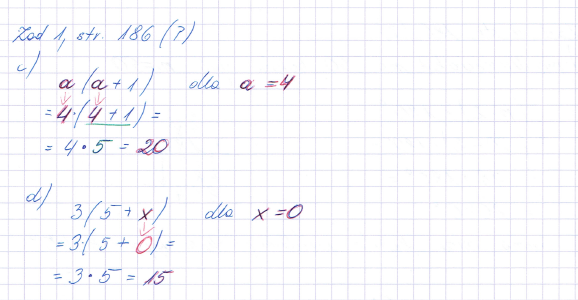 Zad 1, str. 186 (?)
c)
a (a + 1) dla a = 4
= 4 · (4 + 1) =
= 4 · 5 = 20
d)
3 (5 + x) dla x = 0
= 3 · (5 + 0) =
= 3 · 5 = 15